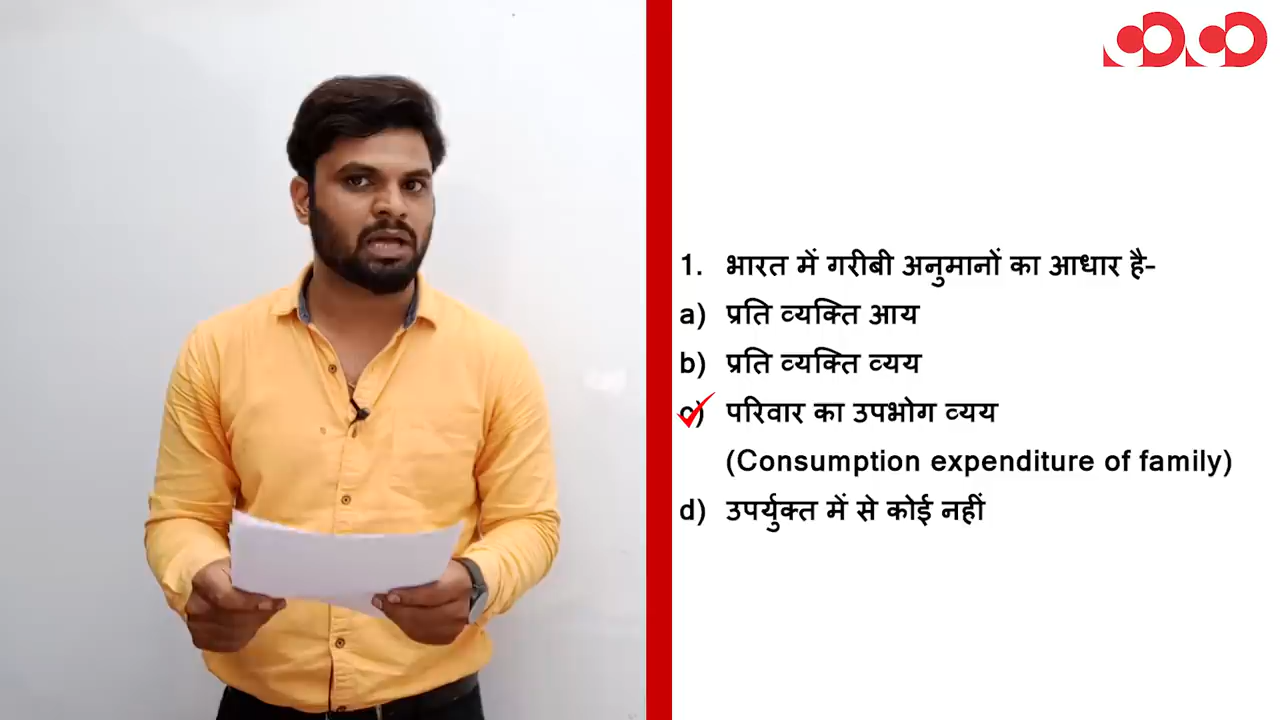 1. भारत में गरीबी अनुमानों का आधार है-
a) प्रति व्यक्ति आय
b) प्रति व्यक्ति व्यय
c) परिवार का उपभोग व्यय
(Consumption expenditure of family)
d) उपर्युक्त में से कोई नहीं